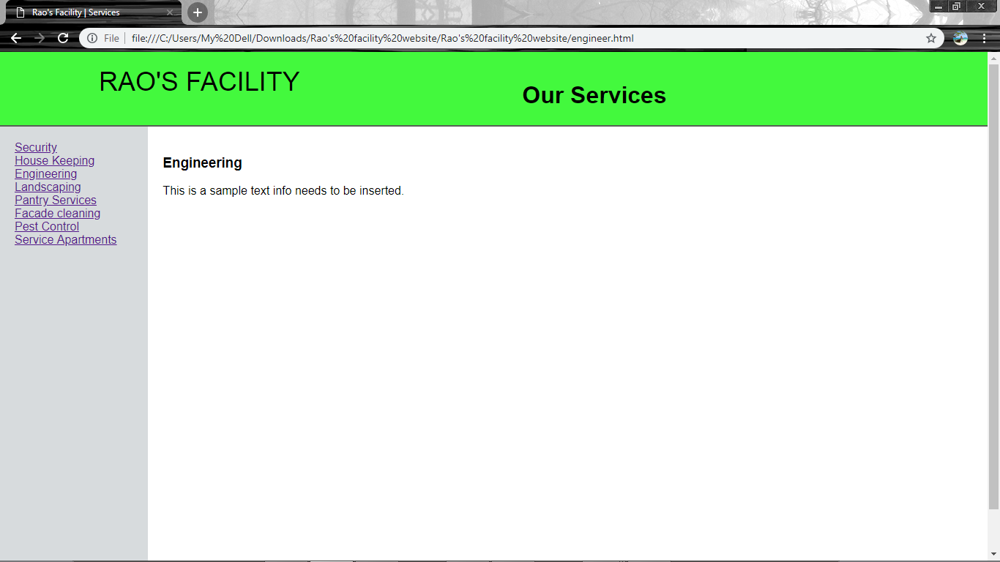 Rao's Facility | Services
File file:///C:/Users/My%20Dell/Downloads/Rao's%20facility%20website/Rao's%20facility%20website/engineer.html
RAO'S FACILITY
Our Services
Security
House Keeping
Engineering
Landscaping
Pantry Services
Facade cleaning
Pest Control
Service Apartments
Engineering
This is a sample text info needs to be inserted.